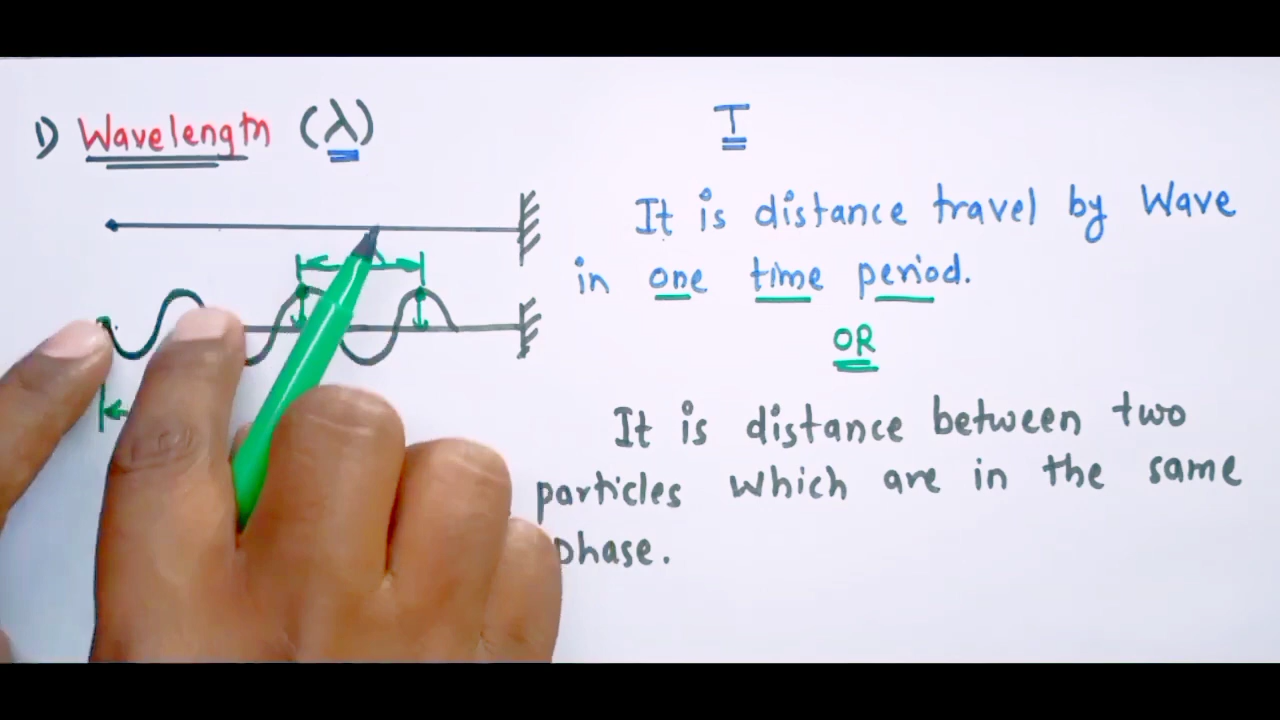 1) Wavelength (λ)
T
It is distance travel by Wave
in one time period.
OR
It is distance between two
particles which are in the same
phase.